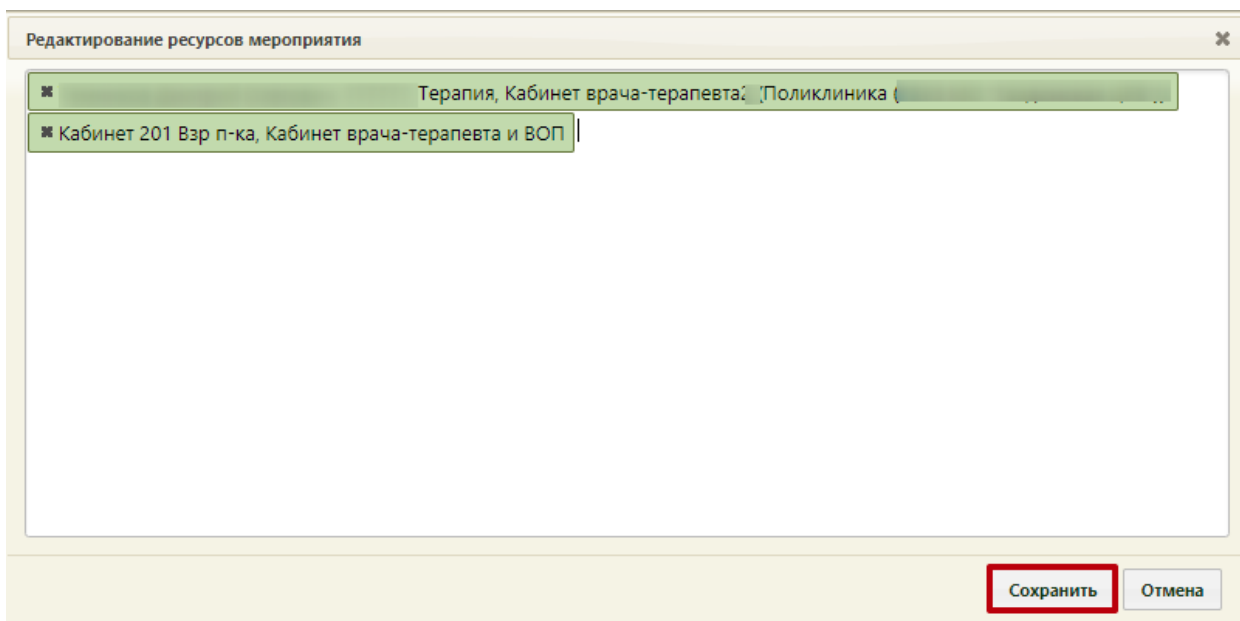 Редактирование ресурсов мероприятия
Терапия, Кабинет врача-терапевта (Поликлиника (
Кабинет 201 Взр п-ка, Кабинет врача-терапевта и ВОП
Сохранить Отмена